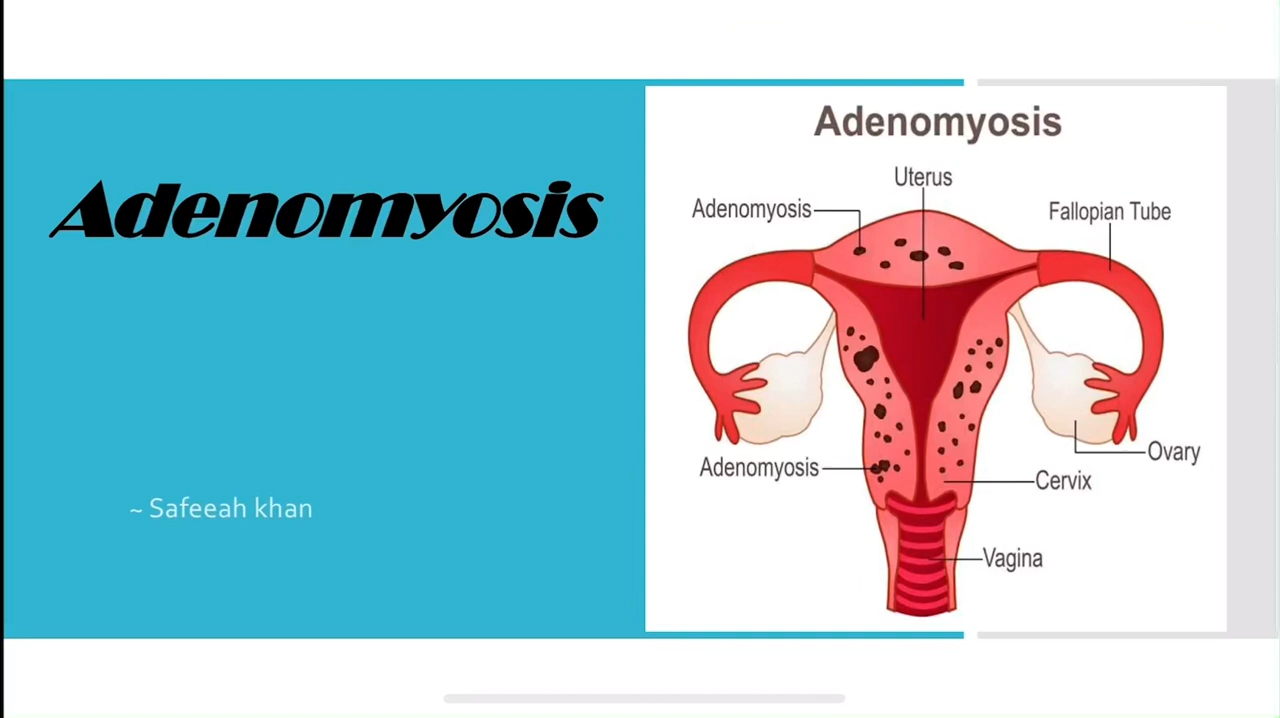 Adenomyosis
~ Safeeah khan
Adenomyosis
Uterus
Adenomyosis
Fallopian Tube
Adenomyosis
Ovary
Cervix
Vagina